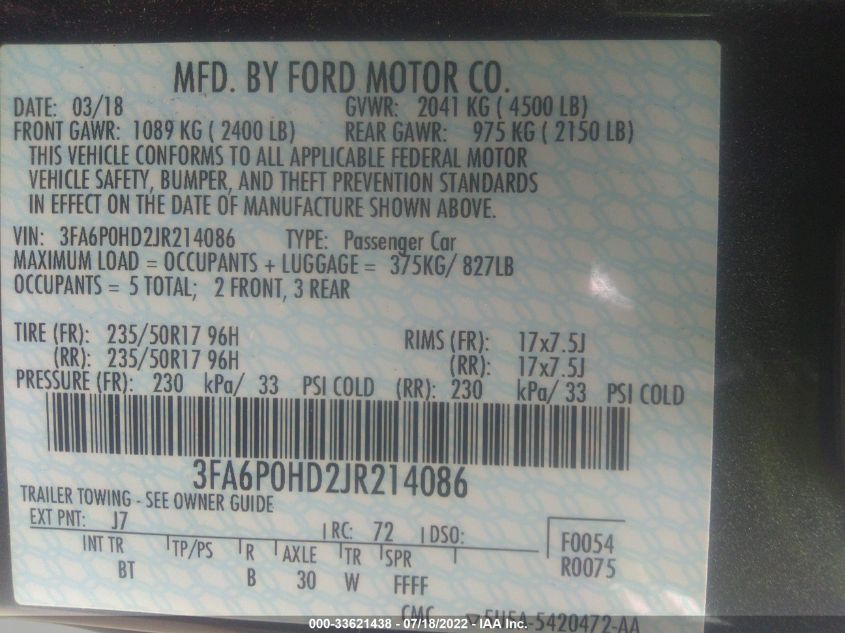 MFD. BY FORD MOTOR CO.
DATE: 03/18 GVWR: 2041 KG ( 4500 LB)
FRONT GAWR: 1089 KG ( 2400 LB) REAR GAWR: 975 KG ( 2150 LB)
THIS VEHICLE CONFORMS TO ALL APPLICABLE FEDERAL MOTOR
VEHICLE SAFETY, BUMPER, AND THEFT PREVENTION STANDARDS
IN EFFECT ON THE DATE OF MANUFACTURE SHOWN ABOVE.
VIN: 3FA6P0HD2JR214086 TYPE: Passenger Car
MAXIMUM LOAD = OCCUPANTS + LUGGAGE = 375KG/ 827LB
OCCUPANTS = 5 TOTAL; 2 FRONT, 3 REAR
TIRE (FR): 235/50R17 96H RIMS (FR): 17x7.5J
(RR): 235/50R17 96H (RR): 17x7.5J
PRESSURE (FR): 230 kPa/ 33 PSI COLD (RR): 230 kPa/ 33 PSI COLD
3FA6P0HD2JR214086
TRAILER TOWING - SEE OWNER GUIDE
EXT PNT: J7 RC: 72 DSO: F0054
INT TR TP/PS R AXLE TR SPR R0075
BT B 30 W FFFF
CMC 5420472-AA
000-33621438 - 07/18/2022 - IAA Inc.